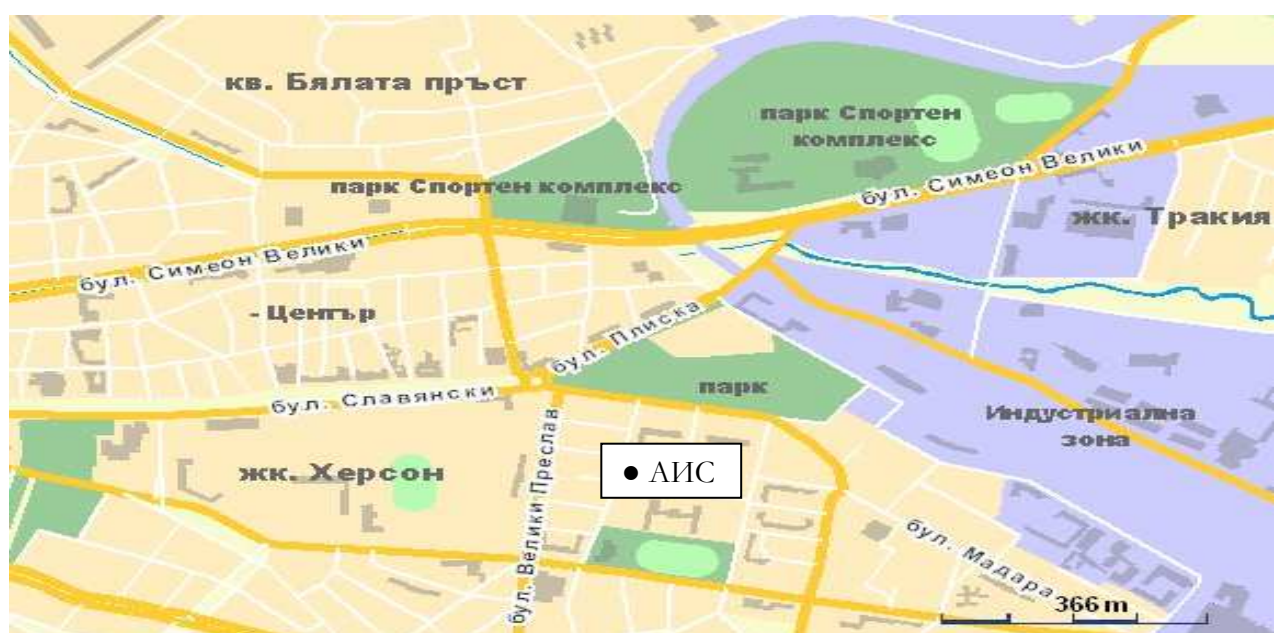 кв. Бялата пръст
парк Спортен
комплекс
бул. Симеон Велики
парк Спортен комплекс
жк. Тракия
бул. Симеон Велики
- Център
бул. Плиска
парк
бул. Славянски
Индустриална
зона
бул. Велики Преслав
жк. Херсон
• АИС
бул. Мадара
366 m